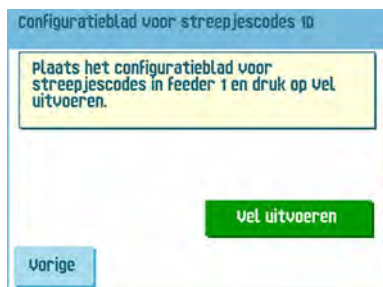 Configuratieblad voor streepjescodes 1D
Plaats het configuratieblad voor
streepjescodes in feeder 1 en druk op Vel
uitvoeren.
Vel uitvoeren
Vorige